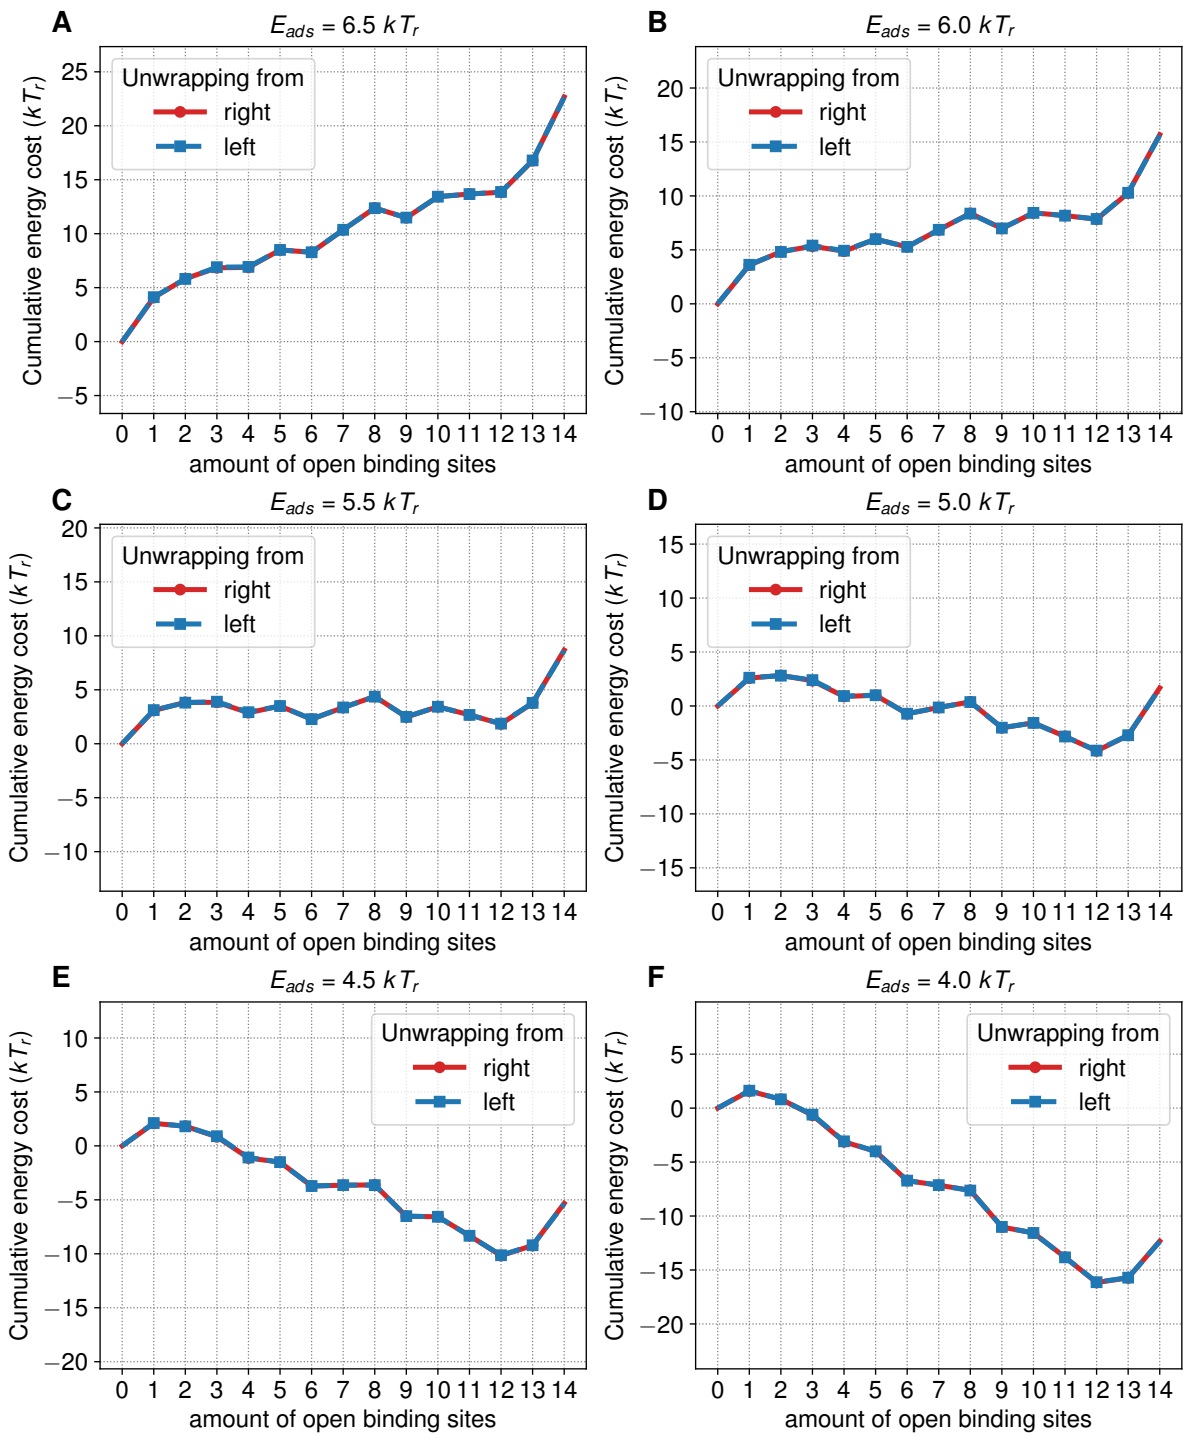 A
E_ads = 6.5 kT_r
Cumulative energy cost (kT_r)
25
20
15
10
5
0
−5
Unwrapping from
right
left
0 1 2 3 4 5 6 7 8 9 10 11 12 13 14
amount of open binding sites
B
E_ads = 6.0 kT_r
Cumulative energy cost (kT_r)
20
15
10
5
0
−5
−10
Unwrapping from
right
left
0 1 2 3 4 5 6 7 8 9 10 11 12 13 14
amount of open binding sites
C
E_ads = 5.5 kT_r
Cumulative energy cost (kT_r)
20
15
10
5
0
−5
−10
Unwrapping from
right
left
0 1 2 3 4 5 6 7 8 9 10 11 12 13 14
amount of open binding sites
D
E_ads = 5.0 kT_r
Cumulative energy cost (kT_r)
15
10
5
0
−5
−10
−15
Unwrapping from
right
left
0 1 2 3 4 5 6 7 8 9 10 11 12 13 14
amount of open binding sites
E
E_ads = 4.5 kT_r
Cumulative energy cost (kT_r)
10
5
0
−5
−10
−15
−20
Unwrapping from
right
left
0 1 2 3 4 5 6 7 8 9 10 11 12 13 14
amount of open binding sites
F
E_ads = 4.0 kT_r
Cumulative energy cost (kT_r)
5
0
−5
−10
−15
−20
Unwrapping from
right
left
0 1 2 3 4 5 6 7 8 9 10 11 12 13 14
amount of open binding sites